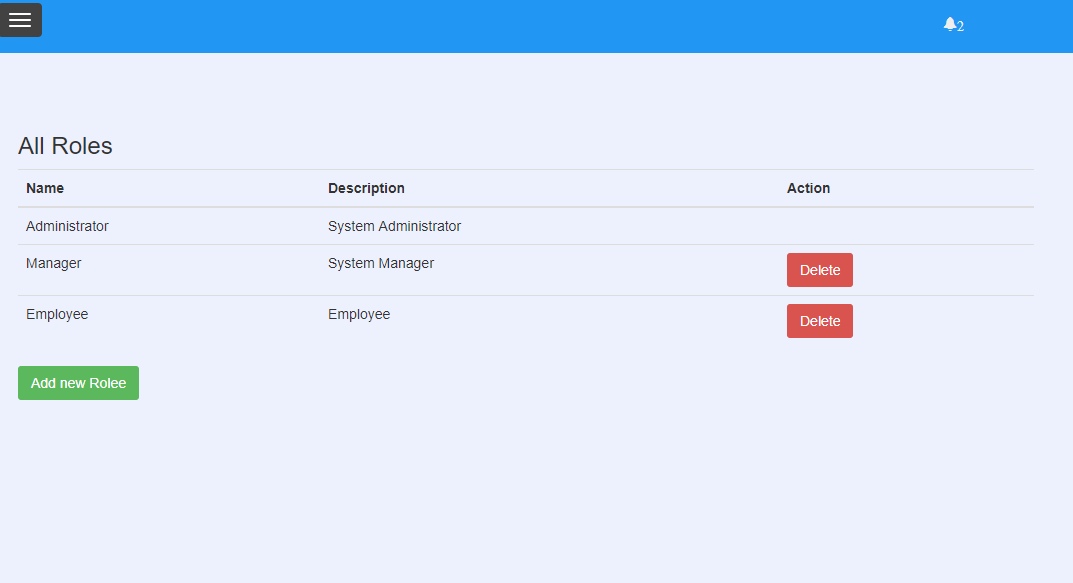 2
All Roles
Name Description Action
Administrator System Administrator
Manager System Manager Delete
Employee Employee Delete
Add new Rolee